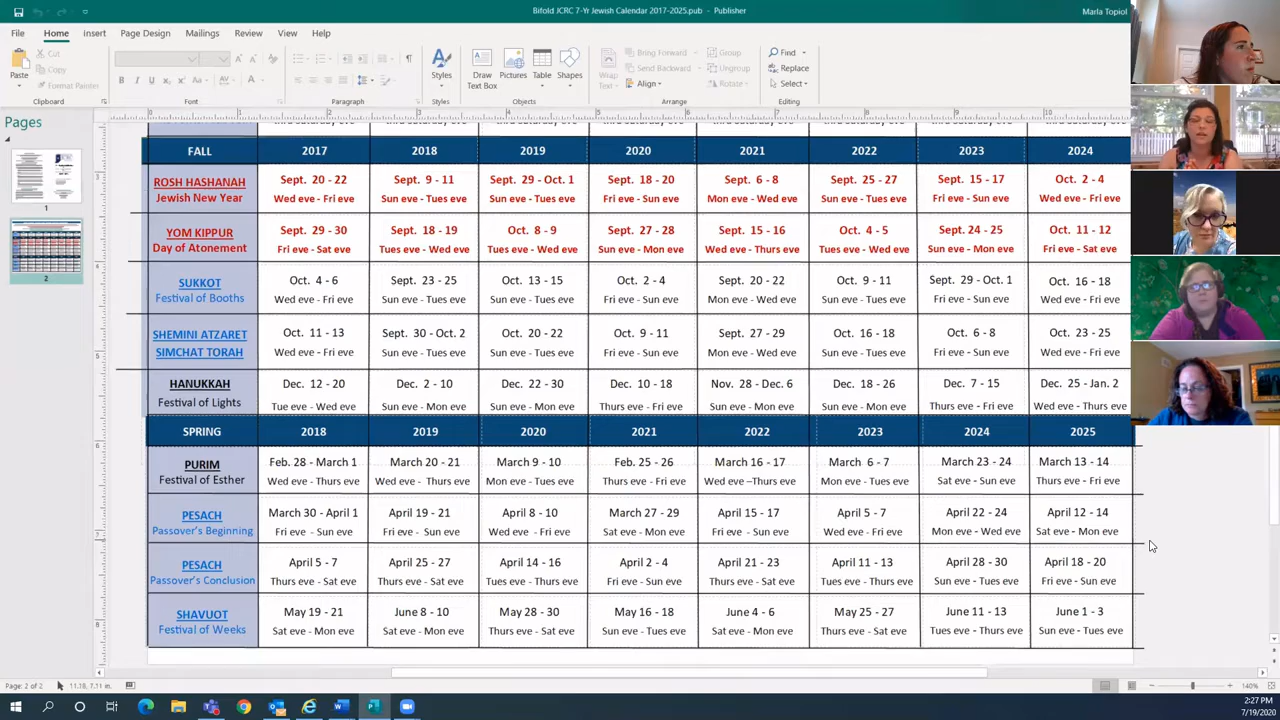 Bifold JCRC 7-Yr Jewish Calendar 2017-2025.pub - Publisher
Marla Topiol
File Home Insert Page Design Mailings Review View Help
Cut
Copy
Format Painter
Paste
Clipboard
Font
Paragraph
Styles
Styles
Draw Text Box
Pictures
Table
Shapes
Objects
Wrap Text
Bring Forward
Send Backward
Align
Group
Ungroup
Rotate
Arrange
Find
Replace
Select
Editing
Pages
1
2
FALL 2017 2018 2019 2020 2021 2022 2023 2024
ROSH HASHANAH Sept. 20 - 22 Sept. 9 - 11 Sept. 29 - Oct. 1 Sept. 18 - 20 Sept. 6 - 8 Sept. 25 - 27 Sept. 15 - 17 Oct. 2 - 4
Jewish New Year Wed eve - Fri eve Sun eve - Tues eve Sun eve - Tues eve Fri eve - Sun eve Mon eve - Wed eve Sun eve - Tues eve Fri eve - Sun eve Wed eve - Fri eve
YOM KIPPUR Sept. 29 - 30 Sept. 18 - 19 Oct. 8 - 9 Sept. 27 - 28 Sept. 15 - 16 Oct. 4 - 5 Sept. 24 - 25 Oct. 11 - 12
Day of Atonement Fri eve - Sat eve Tues eve - Wed eve Tues eve - Wed eve Sun eve - Mon eve Wed eve - Thurs eve Tues eve - Wed eve Sun eve - Mon eve Fri eve - Sat eve
SUKKOT Oct. 4 - 6 Sept. 23 - 25 Oct. 13 - 15 Oct. 2 - 4 Sept. 20 - 22 Oct. 9 - 11 Sept. 29 - Oct. 1 Oct. 16 - 18
Festival of Booths Wed eve - Fri eve Sun eve - Tues eve Sun eve - Tues eve Fri eve - Sun eve Mon eve - Wed eve Sun eve - Tues eve Fri eve - Sun eve Wed eve - Fri eve
SHEMINI ATZARET Oct. 11 - 13 Sept. 30 - Oct. 2 Oct. 20 - 22 Oct. 9 - 11 Sept. 27 - 29 Oct. 16 - 18 Oct. 6 - 8 Oct. 23 - 25
SIMCHAT TORAH Wed eve - Fri eve Sun eve - Tues eve Sun eve - Tues eve Fri eve - Sun eve Mon eve - Wed eve Sun eve - Tues eve Fri eve - Sun eve Wed eve - Fri eve
HANUKKAH Dec. 12 - 20 Dec. 2 - 10 Dec. 22 - 30 Dec. 10 - 18 Nov. 28 - Dec. 6 Dec. 18 - 26 Dec. 7 - 15 Dec. 25 - Jan. 2
Festival of Lights Tue eve - Wed eve Sun eve - Mon eve Sun eve - Mon eve Thurs eve - Fri eve Sun eve - Mon eve Sun eve - Mon eve Thurs eve - Fri eve Wed eve - Thurs eve
SPRING 2018 2019 2020 2021 2022 2023 2024 2025
PURIM Feb. 28 - March 1 March 20 - 21 March 9 - 10 Feb. 25 - 26 March 16 - 17 March 6 - 7 March 23 - 24 March 13 - 14
Festival of Esther Wed eve - Thurs eve Wed eve - Thurs eve Mon eve - Tues eve Thurs eve - Fri eve Wed eve –Thurs eve Mon eve - Tues eve Sat eve - Sun eve Thurs eve - Fri eve
PESACH March 30 - April 1 April 19 - 21 April 8 - 10 March 27 - 29 April 15 - 17 April 5 - 7 April 22 - 24 April 12 - 14
Passover's Beginning Fri eve - Sun eve Fri eve - Sun eve Wed eve - Fri eve Sat eve - Mon eve Fri eve - Sun eve Wed eve - Fri eve Mon eve - Wed eve Sat eve - Mon eve
PESACH April 5 - 7 April 25 - 27 April 14 - 16 April 2 - 4 April 21 - 23 April 11 - 13 April 28 - 30 April 18 - 20
Passover's Conclusion Thurs eve - Sat eve Thurs eve - Sat eve Tues eve - Thurs eve Fri eve - Sun eve Thurs eve - Sat eve Tues eve - Thurs eve Sun eve - Tues eve Fri eve - Sun eve
SHAVUOT May 19 - 21 June 8 - 10 May 28 - 30 May 16 - 18 June 4 - 6 May 25 - 27 June 11 - 13 June 1 - 3
Festival of Weeks Sat eve - Mon eve Sat eve - Mon eve Thurs eve - Sat eve Sun eve - Tues eve Sat eve - Mon eve Thurs eve - Sat eve Tues eve - Thurs eve Sun eve - Tues eve
Page: 2 of 2
11.18, 7.11 in.
140%
2:27 PM
7/19/2020